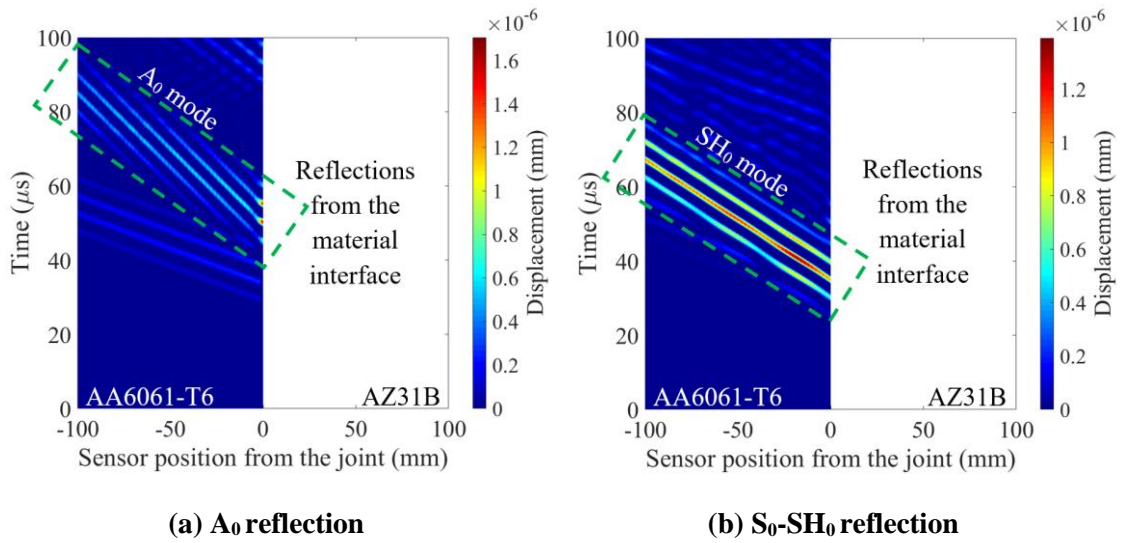 ×10⁻⁶
100
80
60
40
20
0
Time (μs)
A₀ mode
Reflections
from the
material
interface
AA6061-T6
AZ31B
-100
-50
0
50
100
Sensor position from the joint (mm)
1.6
1.4
1.2
1
0.8
0.6
0.4
0.2
0
Displacement (mm)
(a) A₀ reflection
×10⁻⁶
100
80
60
40
20
0
Time (μs)
SH₀ mode
Reflections
from the
material
interface
AA6061-T6
AZ31B
-100
-50
0
50
100
Sensor position from the joint (mm)
1.2
1
0.8
0.6
0.4
0.2
0
Displacement (mm)
(b) S₀-SH₀ reflection